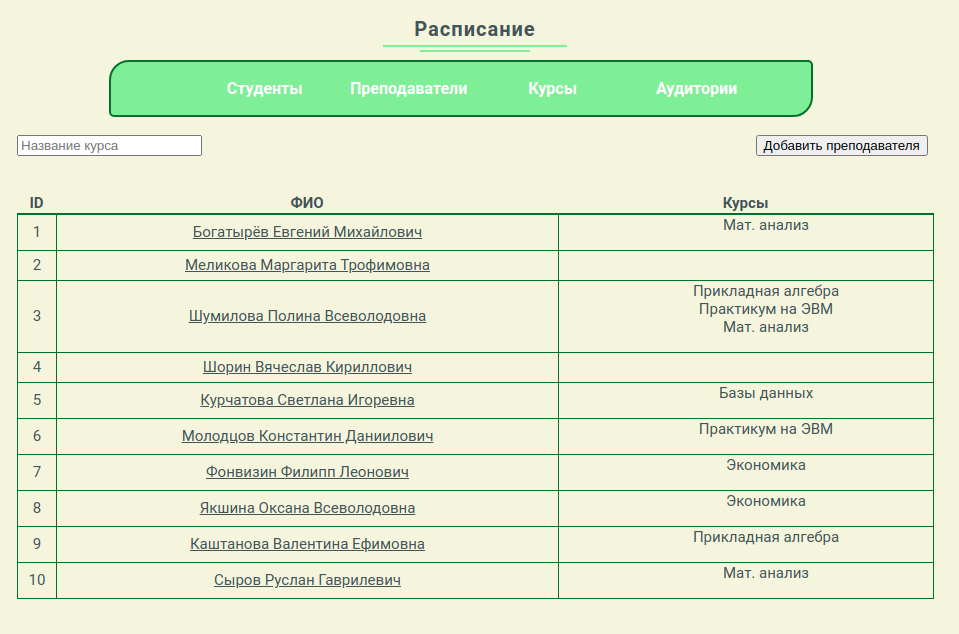 Расписание
Студенты Преподаватели Курсы Аудитории
Название курса Добавить преподавателя
ID ФИО Курсы
1 Богатырёв Евгений Михайлович Мат. анализ
2 Меликова Маргарита Трофимовна
3 Шумилова Полина Всеволодовна Прикладная алгебра
Практикум на ЭВМ
Мат. анализ
4 Шорин Вячеслав Кириллович
5 Курчатова Светлана Игоревна Базы данных
6 Молодцов Константин Даниилович Практикум на ЭВМ
7 Фонвизин Филипп Леонович Экономика
8 Якшина Оксана Всеволодовна Экономика
9 Каштанова Валентина Ефимовна Прикладная алгебра
10 Сыров Руслан Гаврилевич Мат. анализ